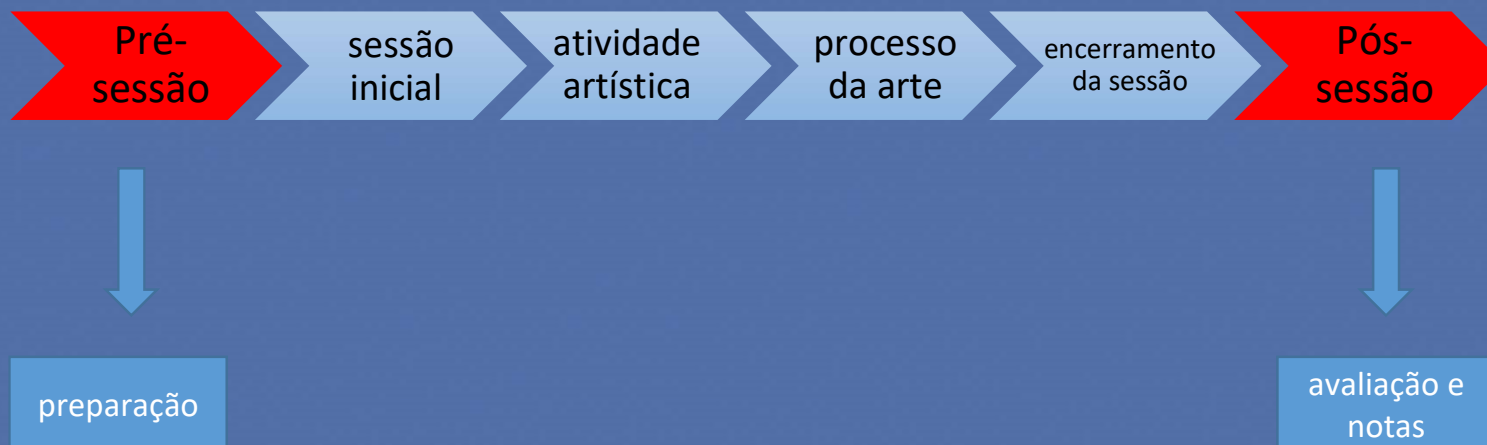 Pré-
sessão
sessão
inicial
atividade
artística
processo
da arte
encerramento
da sessão
Pós-
sessão
preparação
avaliação e
notas